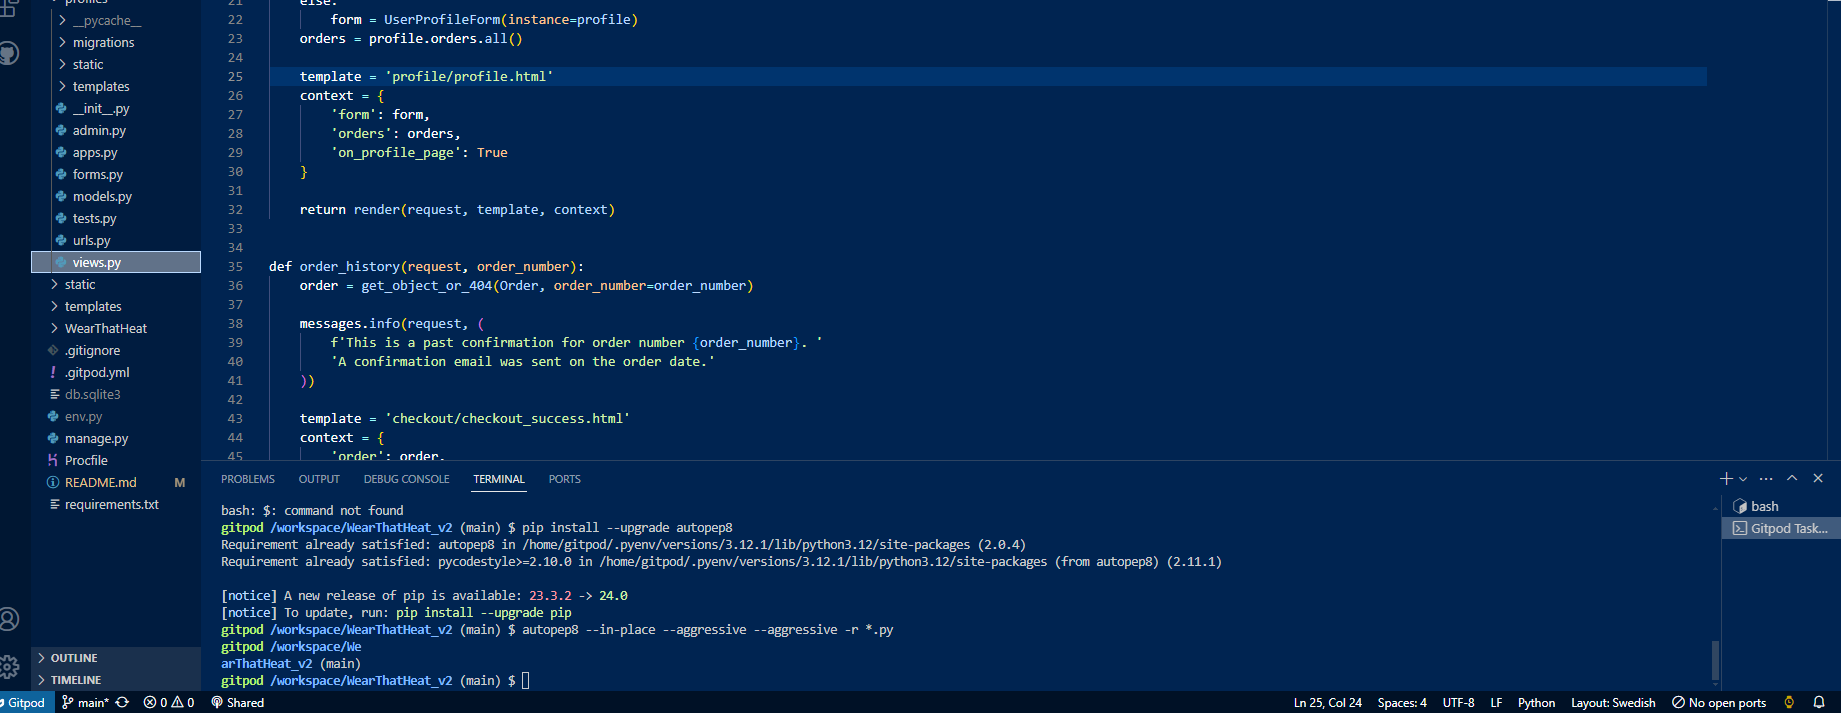 profiles
__pycache__
migrations
static
templates
__init__.py
admin.py
apps.py
forms.py
models.py
tests.py
urls.py
views.py
static
templates
WearThatHeat
.gitignore
.gitpod.yml
db.sqlite3
env.py
manage.py
Procfile
README.md M
requirements.txt
OUTLINE
TIMELINE
21 else:
22 form = UserProfileForm(instance=profile)
23 orders = profile.orders.all()
24
25 template = 'profile/profile.html'
26 context = {
27 'form': form,
28 'orders': orders,
29 'on_profile_page': True
30 }
31
32 return render(request, template, context)
33
34
35 def order_history(request, order_number):
36 order = get_object_or_404(Order, order_number=order_number)
37
38 messages.info(request, (
39 f'This is a past confirmation for order number {order_number}. '
40 'A confirmation email was sent on the order date.'
41 ))
42
43 template = 'checkout/checkout_success.html'
44 context = {
45 'order': order,
PROBLEMS OUTPUT DEBUG CONSOLE TERMINAL PORTS
bash: $: command not found
gitpod /workspace/WearThatHeat_v2 (main) $ pip install --upgrade autopep8
Requirement already satisfied: autopep8 in /home/gitpod/.pyenv/versions/3.12.1/lib/python3.12/site-packages (2.0.4)
Requirement already satisfied: pycodestyle>=2.10.0 in /home/gitpod/.pyenv/versions/3.12.1/lib/python3.12/site-packages (from autopep8) (2.11.1)
[notice] A new release of pip is available: 23.3.2 -> 24.0
[notice] To update, run: pip install --upgrade pip
gitpod /workspace/WearThatHeat_v2 (main) $ autopep8 --in-place --aggressive --aggressive -r *.py
gitpod /workspace/We
arThatHeat_v2 (main)
gitpod /workspace/WearThatHeat_v2 (main) $
bash
Gitpod Task...
Gitpod main* 0 0 Shared Ln 25, Col 24 Spaces: 4 UTF-8 LF Python Layout: Swedish No open ports